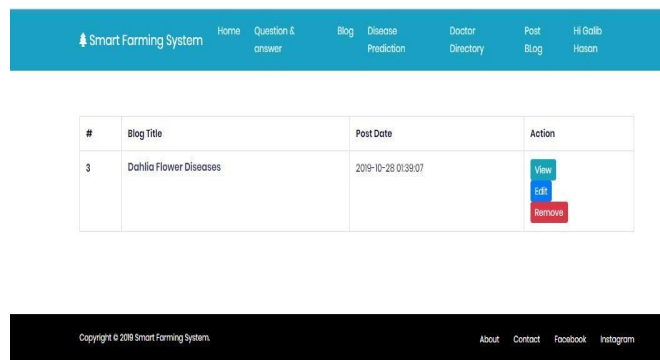 Smart Farming System
Home
Question &
answer
Blog
Disease
Prediction
Doctor
Directory
Post
BLog
Hi Galib
Hasan
# Blog Title Post Date Action
3 Dahlia Flower Diseases 2019-10-28 01:39:07 View
Edit
Remove
Copyright © 2019 Smart Farming System. About Contact Facebook Instagram